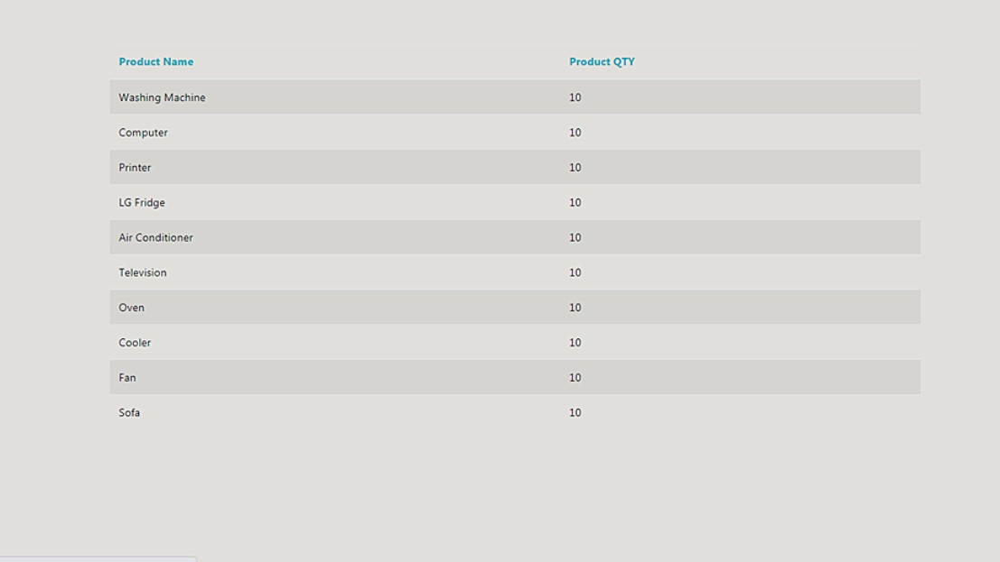 Product Name Product QTY
Washing Machine 10
Computer 10
Printer 10
LG Fridge 10
Air Conditioner 10
Television 10
Oven 10
Cooler 10
Fan 10
Sofa 10